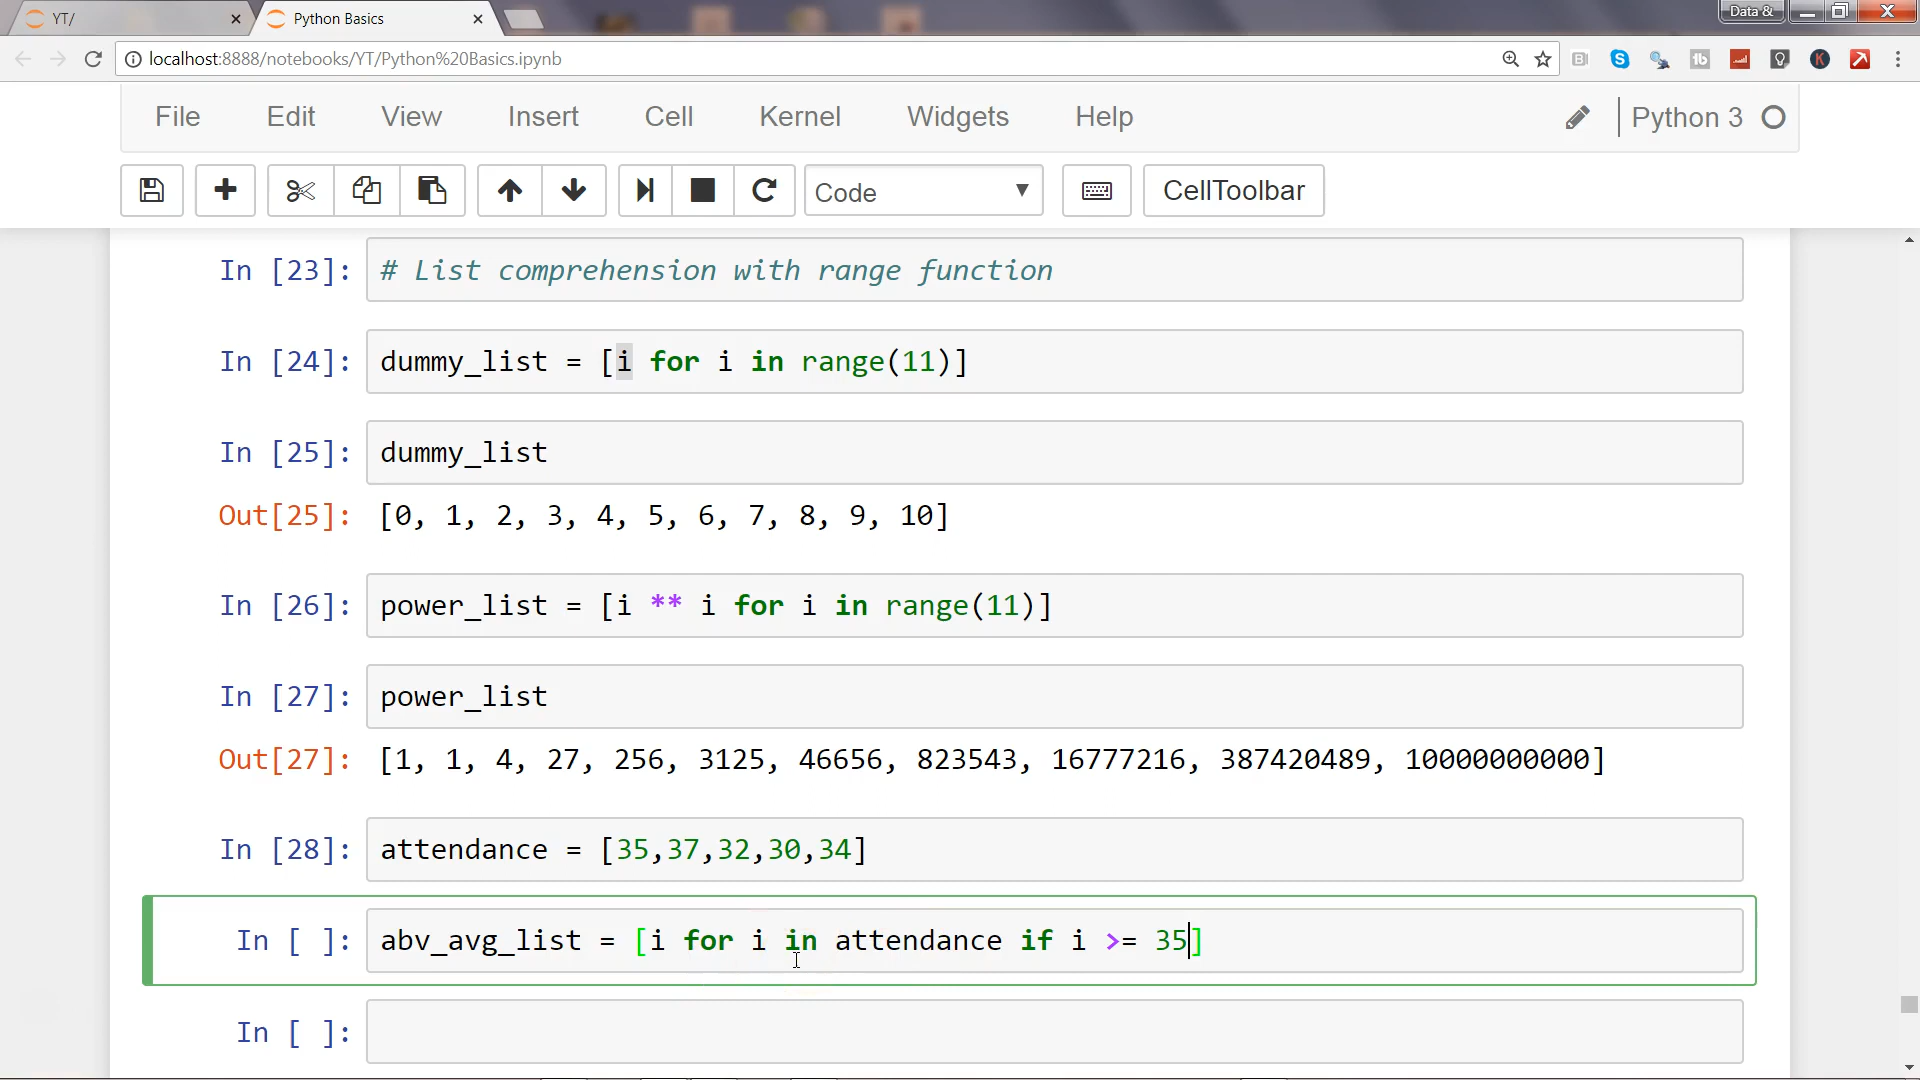 YT/
Python Basics
Data &
localhost:8888/notebooks/YT/Python%20Basics.ipynb
File Edit View Insert Cell Kernel Widgets Help Python 3
Code CellToolbar
In [23]: # List comprehension with range function
In [24]: dummy_list = [i for i in range(11)]
In [25]: dummy_list
Out[25]: [0, 1, 2, 3, 4, 5, 6, 7, 8, 9, 10]
In [26]: power_list = [i ** i for i in range(11)]
In [27]: power_list
Out[27]: [1, 1, 4, 27, 256, 3125, 46656, 823543, 16777216, 387420489, 10000000000]
In [28]: attendance = [35,37,32,30,34]
In [ ]: abv_avg_list = [i for i in attendance if i >= 35]
In [ ]: